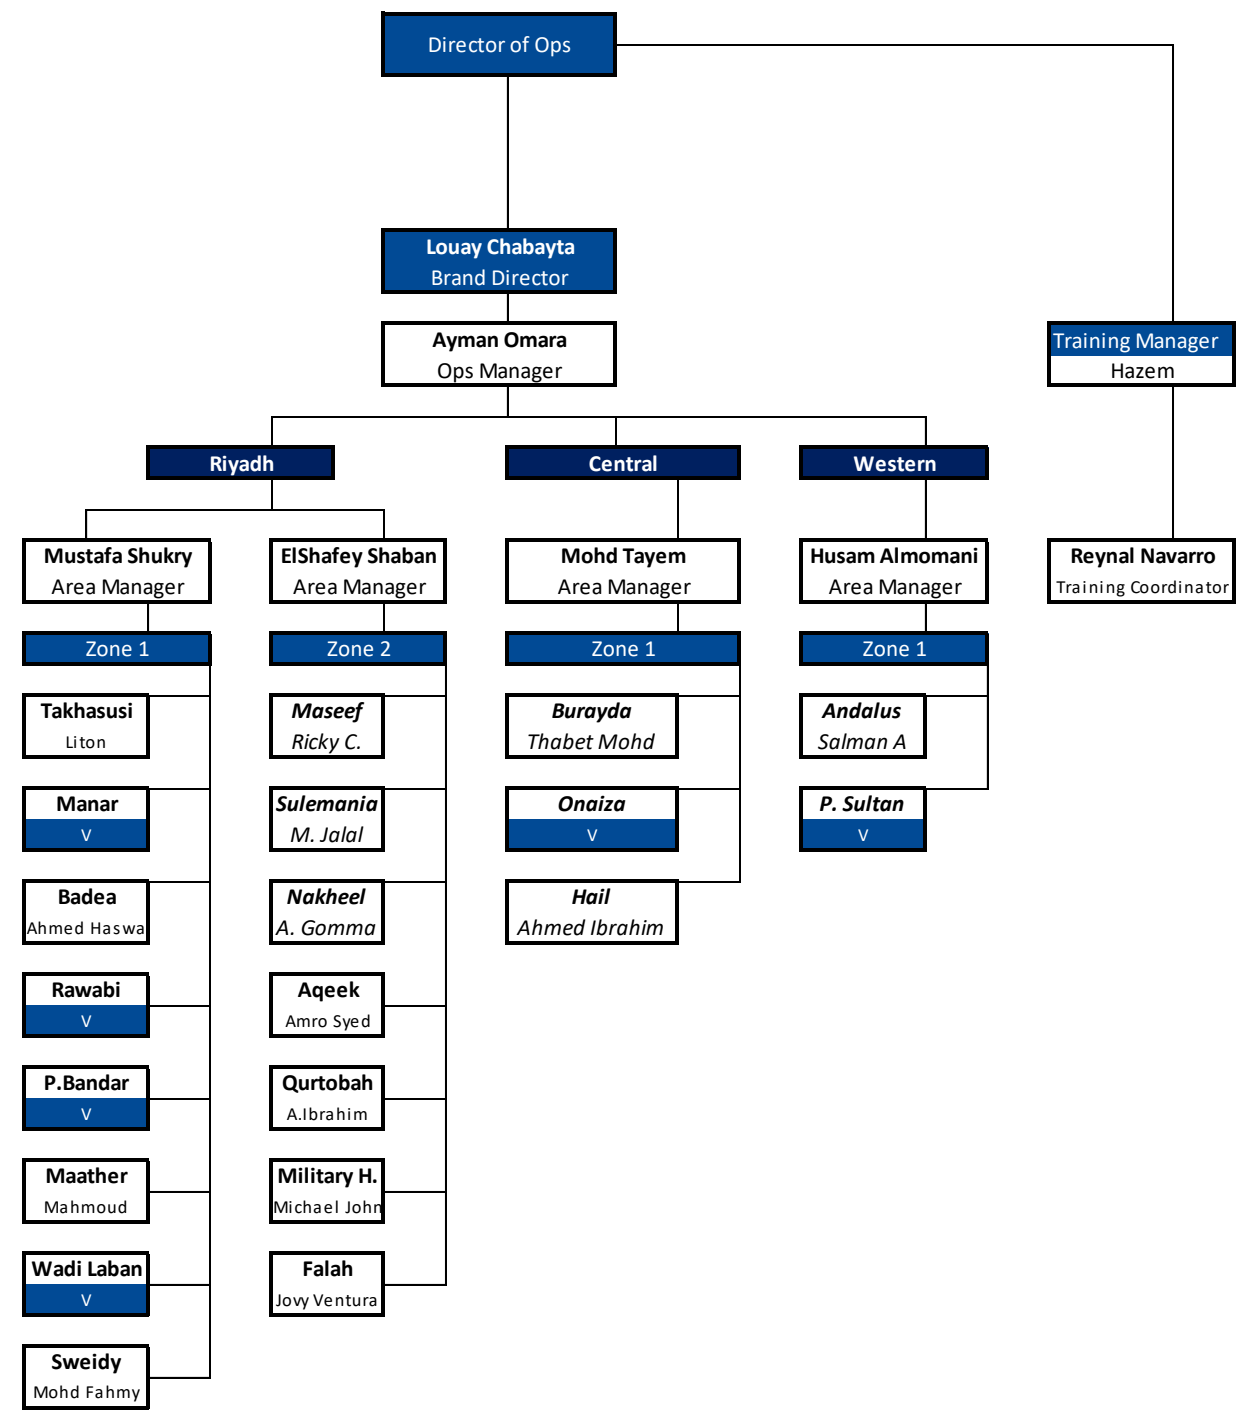 Director of Ops
Louay Chabayta
Brand Director
Ayman Omara
Ops Manager
Training Manager
Hazem
Riyadh
Central
Western
Mustafa Shukry
Area Manager
ElShafey Shaban
Area Manager
Mohd Tayem
Area Manager
Husam Almomani
Area Manager
Reynal Navarro
Training Coordinator
Zone 1
Zone 2
Zone 1
Zone 1
Takhasusi
Liton
Maseef
Ricky C.
Burayda
Thabet Mohd
Andalus
Salman A
Manar
V
Sulemania
M. Jalal
Onaiza
V
P. Sultan
V
Badea
Ahmed Haswa
Nakheel
A. Gomma
Hail
Ahmed Ibrahim
Rawabi
V
Aqeek
Amro Syed
P.Bandar
V
Qurtobah
A.Ibrahim
Maather
Mahmoud
Military H.
Michael John
Wadi Laban
V
Falah
Jovy Ventura
Sweidy
Mohd Fahmy